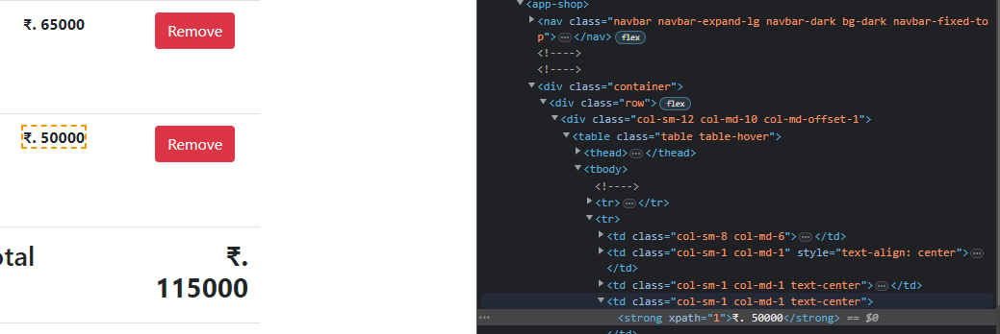 ₹. 65000
Remove
₹. 50000
Remove
otal
₹.
115000
<app-shop>
<nav class="navbar navbar-expand-lg navbar-dark bg-dark navbar-fixed-to
p">⋯</nav> flex
<!---->
<!---->
<div class="container">
<div class="row"> flex
<div class="col-sm-12 col-md-10 col-md-offset-1">
<table class="table table-hover">
<thead>⋯</thead>
<tbody>
<!---->
<tr>⋯</tr>
<tr>
<td class="col-sm-8 col-md-6">⋯</td>
<td class="col-sm-1 col-md-1" style="text-align: center">⋯
</td>
<td class="col-sm-1 col-md-1 text-center">⋯</td>
<td class="col-sm-1 col-md-1 text-center">
⋯ <strong xpath="1">₹. 50000</strong> == $0
</td>